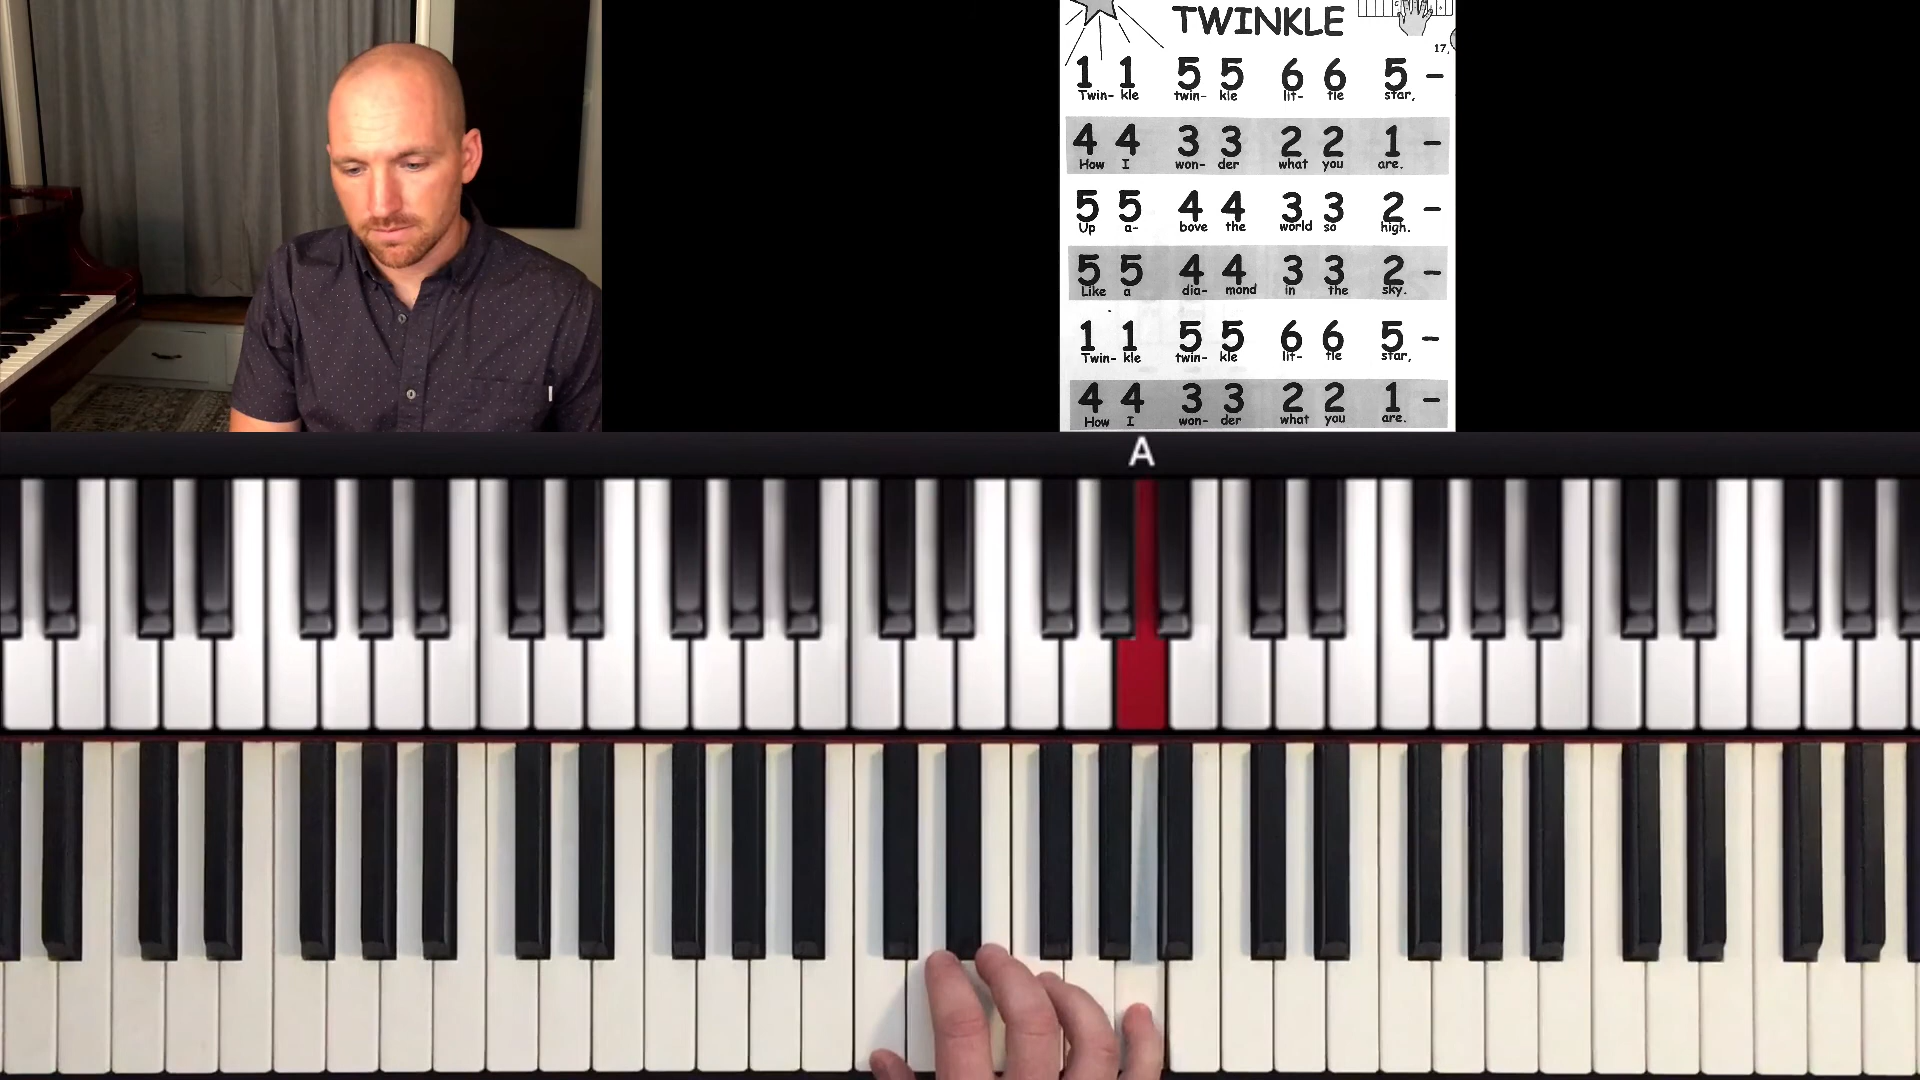 TWINKLE
17,
1 1 5 5 6 6 5 –
Twin- kle twin- kle lit- tle star,
4 4 3 3 2 2 1 –
How I won- der what you are.
5 5 4 4 3 3 2 –
Up a- bove the world so high.
5 5 4 4 3 3 2 –
Like a dia- mond in the sky.
1 1 5 5 6 6 5 –
Twin- kle twin- kle lit- tle star,
4 4 3 3 2 2 1 –
How I won- der what you are.
A